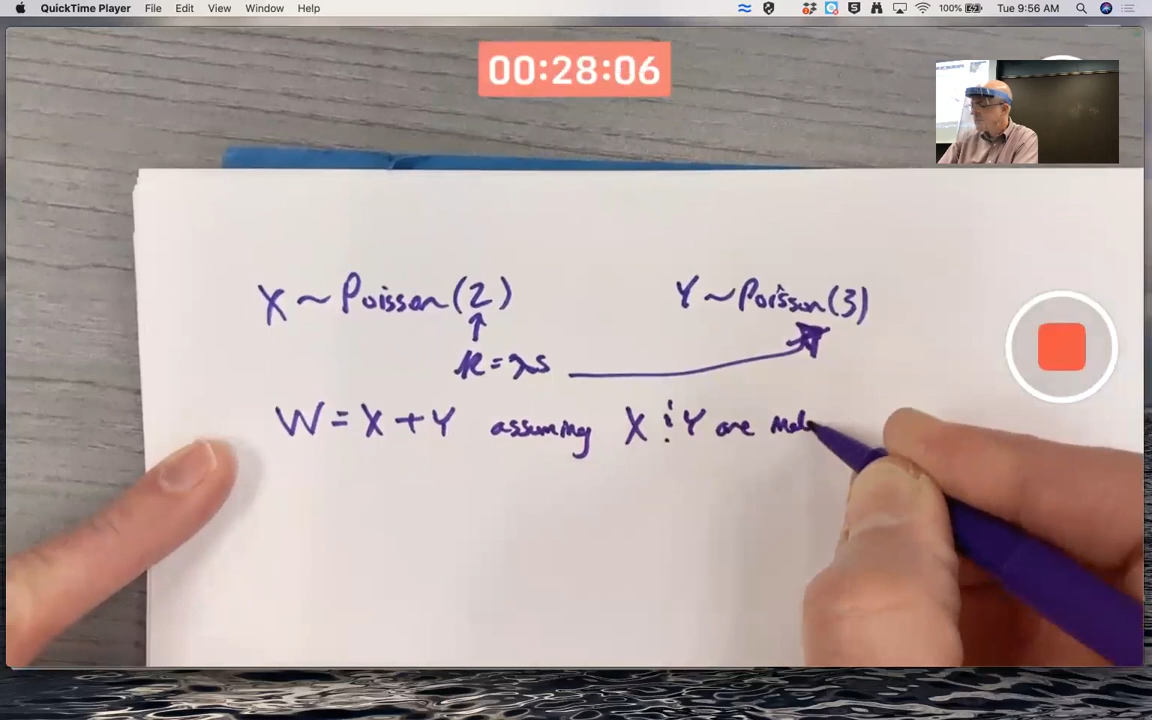 QuickTime Player File Edit View Window Help 100% Tue 9:56 AM
00:28:06
X ~ Poisson(2) Y ~ Poisson(3)
k = λs
W = X + Y assuming X & Y are